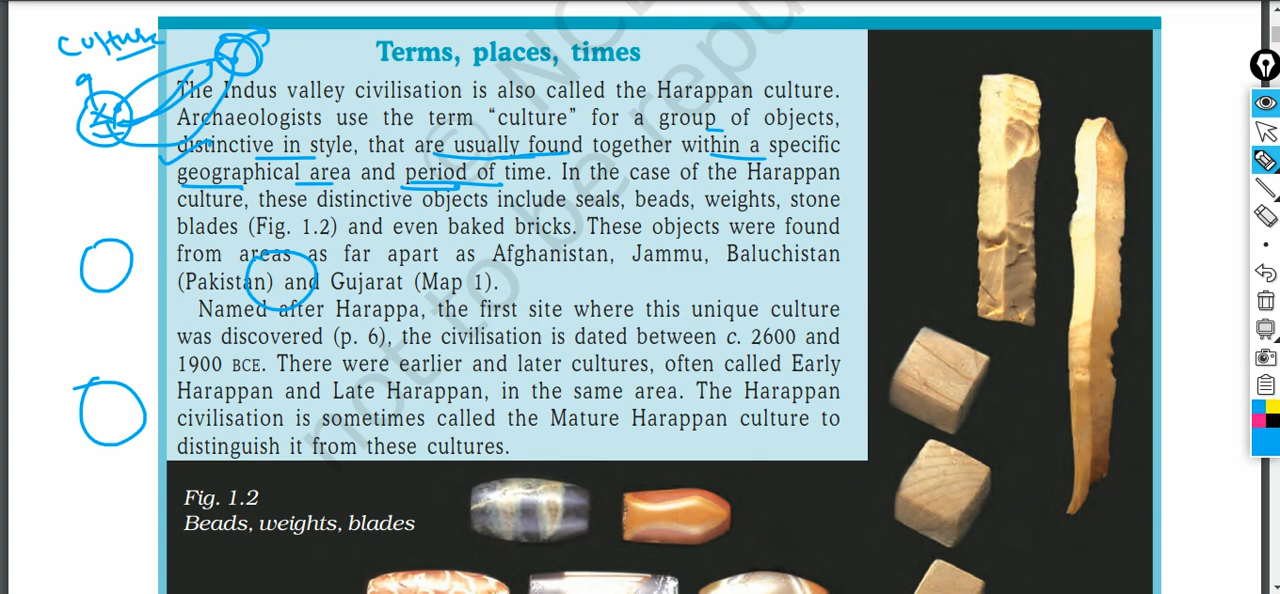 Culture
Terms, places, times
The Indus valley civilisation is also called the Harappan culture.
Archaeologists use the term “culture” for a group of objects,
distinctive in style, that are usually found together within a specific
geographical area and period of time. In the case of the Harappan
culture, these distinctive objects include seals, beads, weights, stone
blades (Fig. 1.2) and even baked bricks. These objects were found
from areas as far apart as Afghanistan, Jammu, Baluchistan
(Pakistan) and Gujarat (Map 1).
Named after Harappa, the first site where this unique culture
was discovered (p. 6), the civilisation is dated between c. 2600 and
1900 BCE. There were earlier and later cultures, often called Early
Harappan and Late Harappan, in the same area. The Harappan
civilisation is sometimes called the Mature Harappan culture to
distinguish it from these cultures.
Fig. 1.2
Beads, weights, blades
not to be repu
© NC